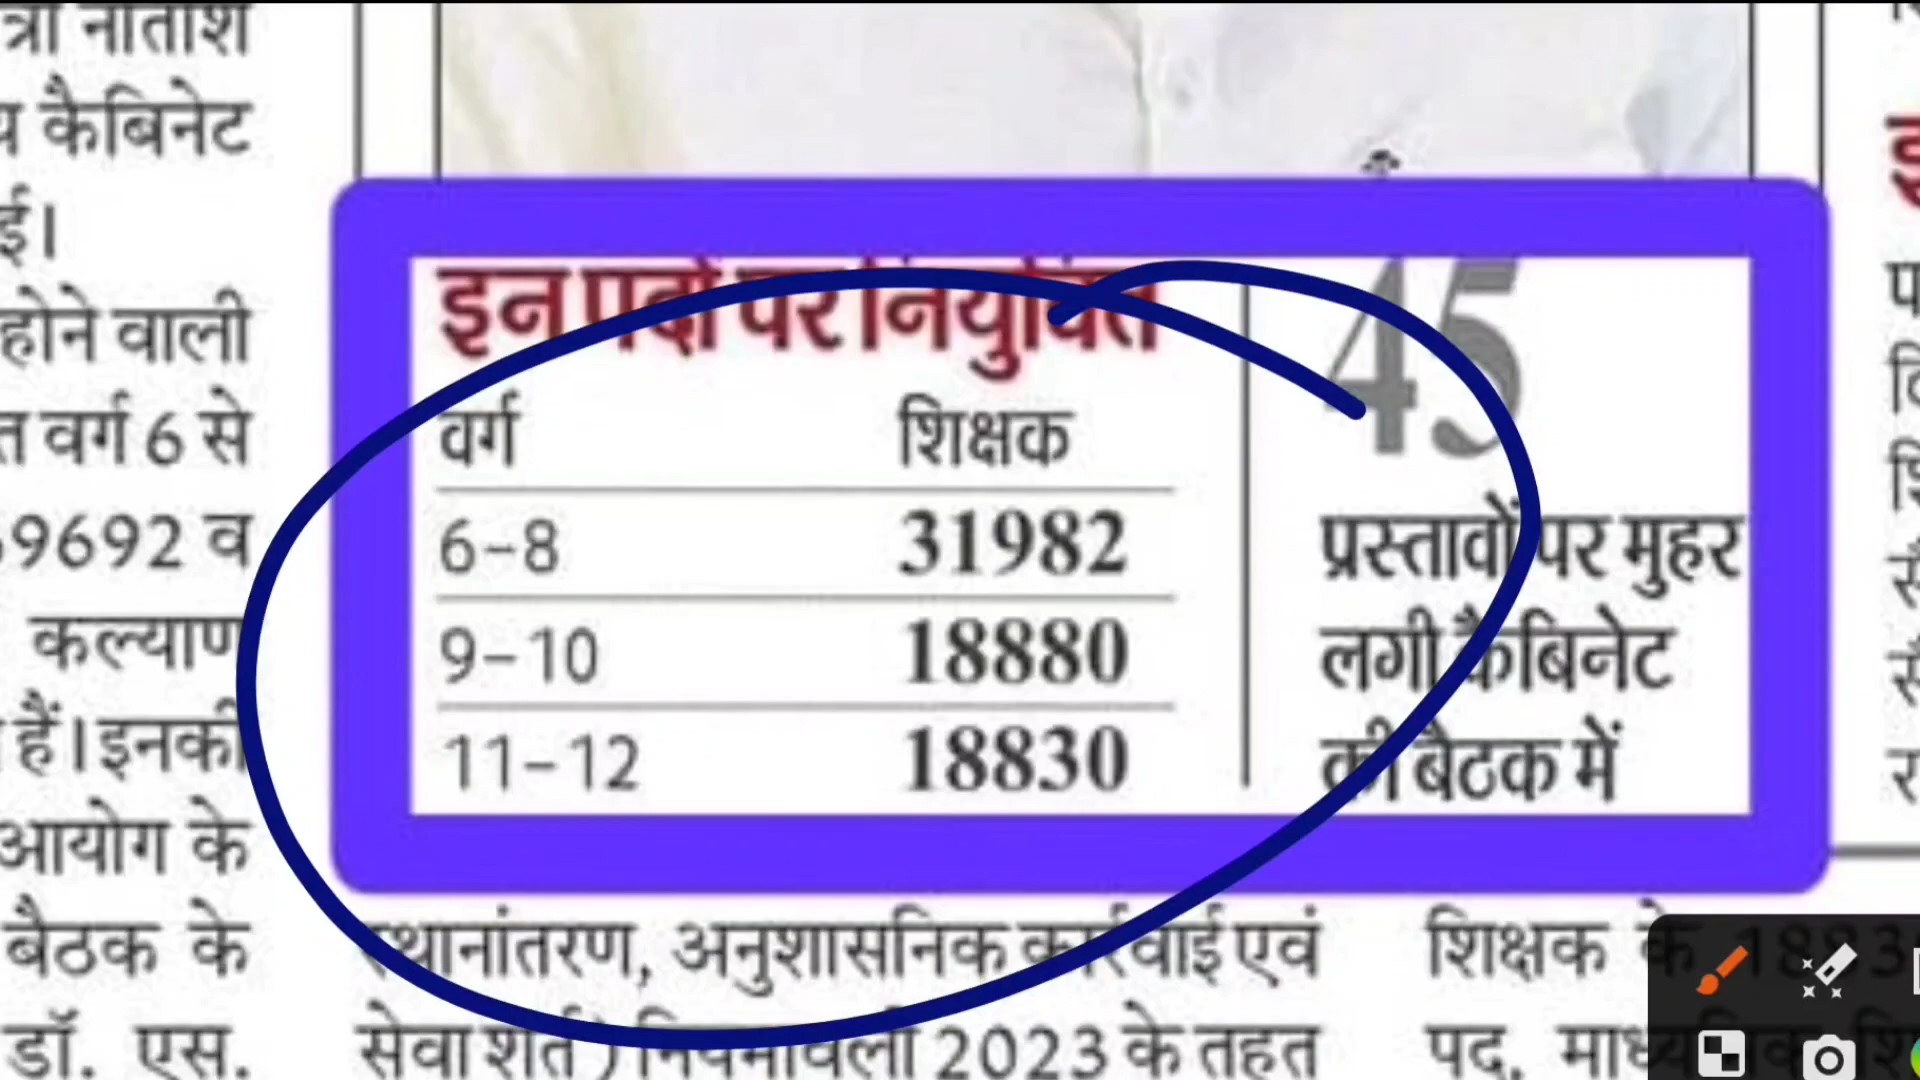 नीतीश
कैबिनेट
ई।
होने वाली
वर्ग 6 से
9692 व
कल्याण
हैं। इनको
आयोग के
बैठक के
डॉ. एस.
इन पदों पर नियुक्ति
वर्ग शिक्षक
6-8 31982
9-10 18880
11-12 18830
45
प्रस्तावों पर मुहर
लगी कैबिनेट
की बैठक में
स्थानांतरण, अनुशासनिक कार्रवाई एवं
सेवा शर्त) नियमावली 2023 के तहत
शिक्षक के 1883
पद, माध्यमिक